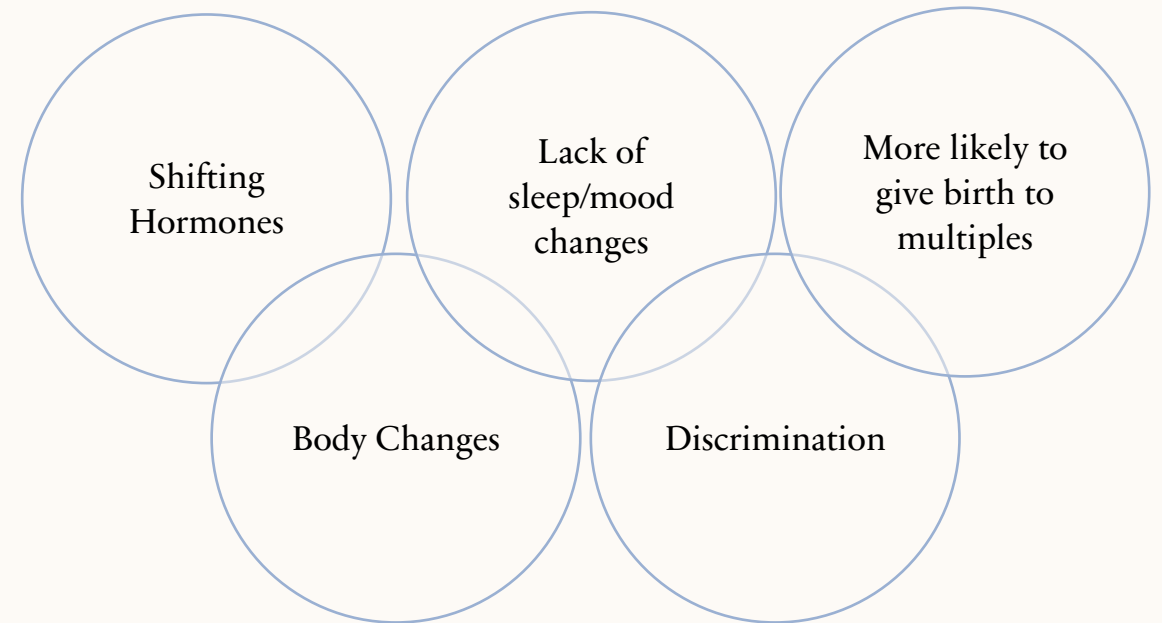 Shifting
Hormones
Lack of
sleep/mood
changes
More likely to
give birth to
multiples
Body Changes
Discrimination